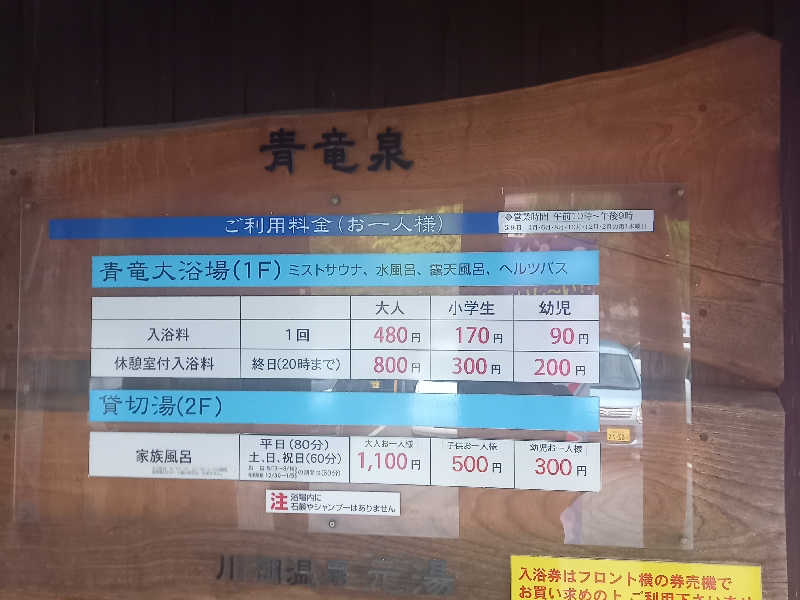 青竜泉
ご利用料金(お一人様)
※営業時間 午前10時〜午後9時
青竜大浴場(1F) ミストサウナ、水風呂、露天風呂、ヘルツバス
大人 小学生 幼児
入浴料 1回 480円 170円 90円
休憩室付入浴料 終日(20時まで) 800円 300円 200円
貸切湯(2F)
家族風呂 平日(80分) 大人お一人様 子供お一人様 幼児お一人様
土、日、祝日(60分) 1,100円 500円 300円
注 浴場内に
石鹸やシャンプーはありません
川棚温泉元湯
入浴券はフロント横の券売機で
お買い求めの上、ご利用下さいませ